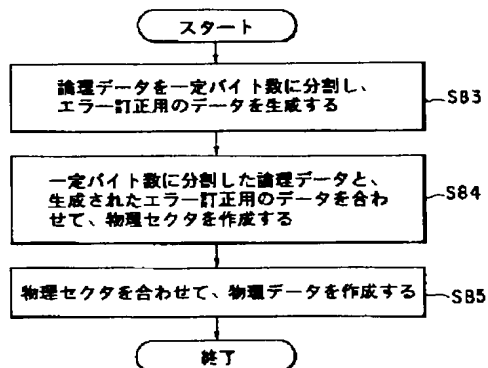 スタート
論理データを一定バイト数に分割し、
エラー訂正用のデータを生成する
SB3
一定バイト数に分割した論理データと、
生成されたエラー訂正用のデータを合わ
せて、物理セクタを作成する
SB4
物理セクタを合わせて、物理データを作成する
SB5
終了